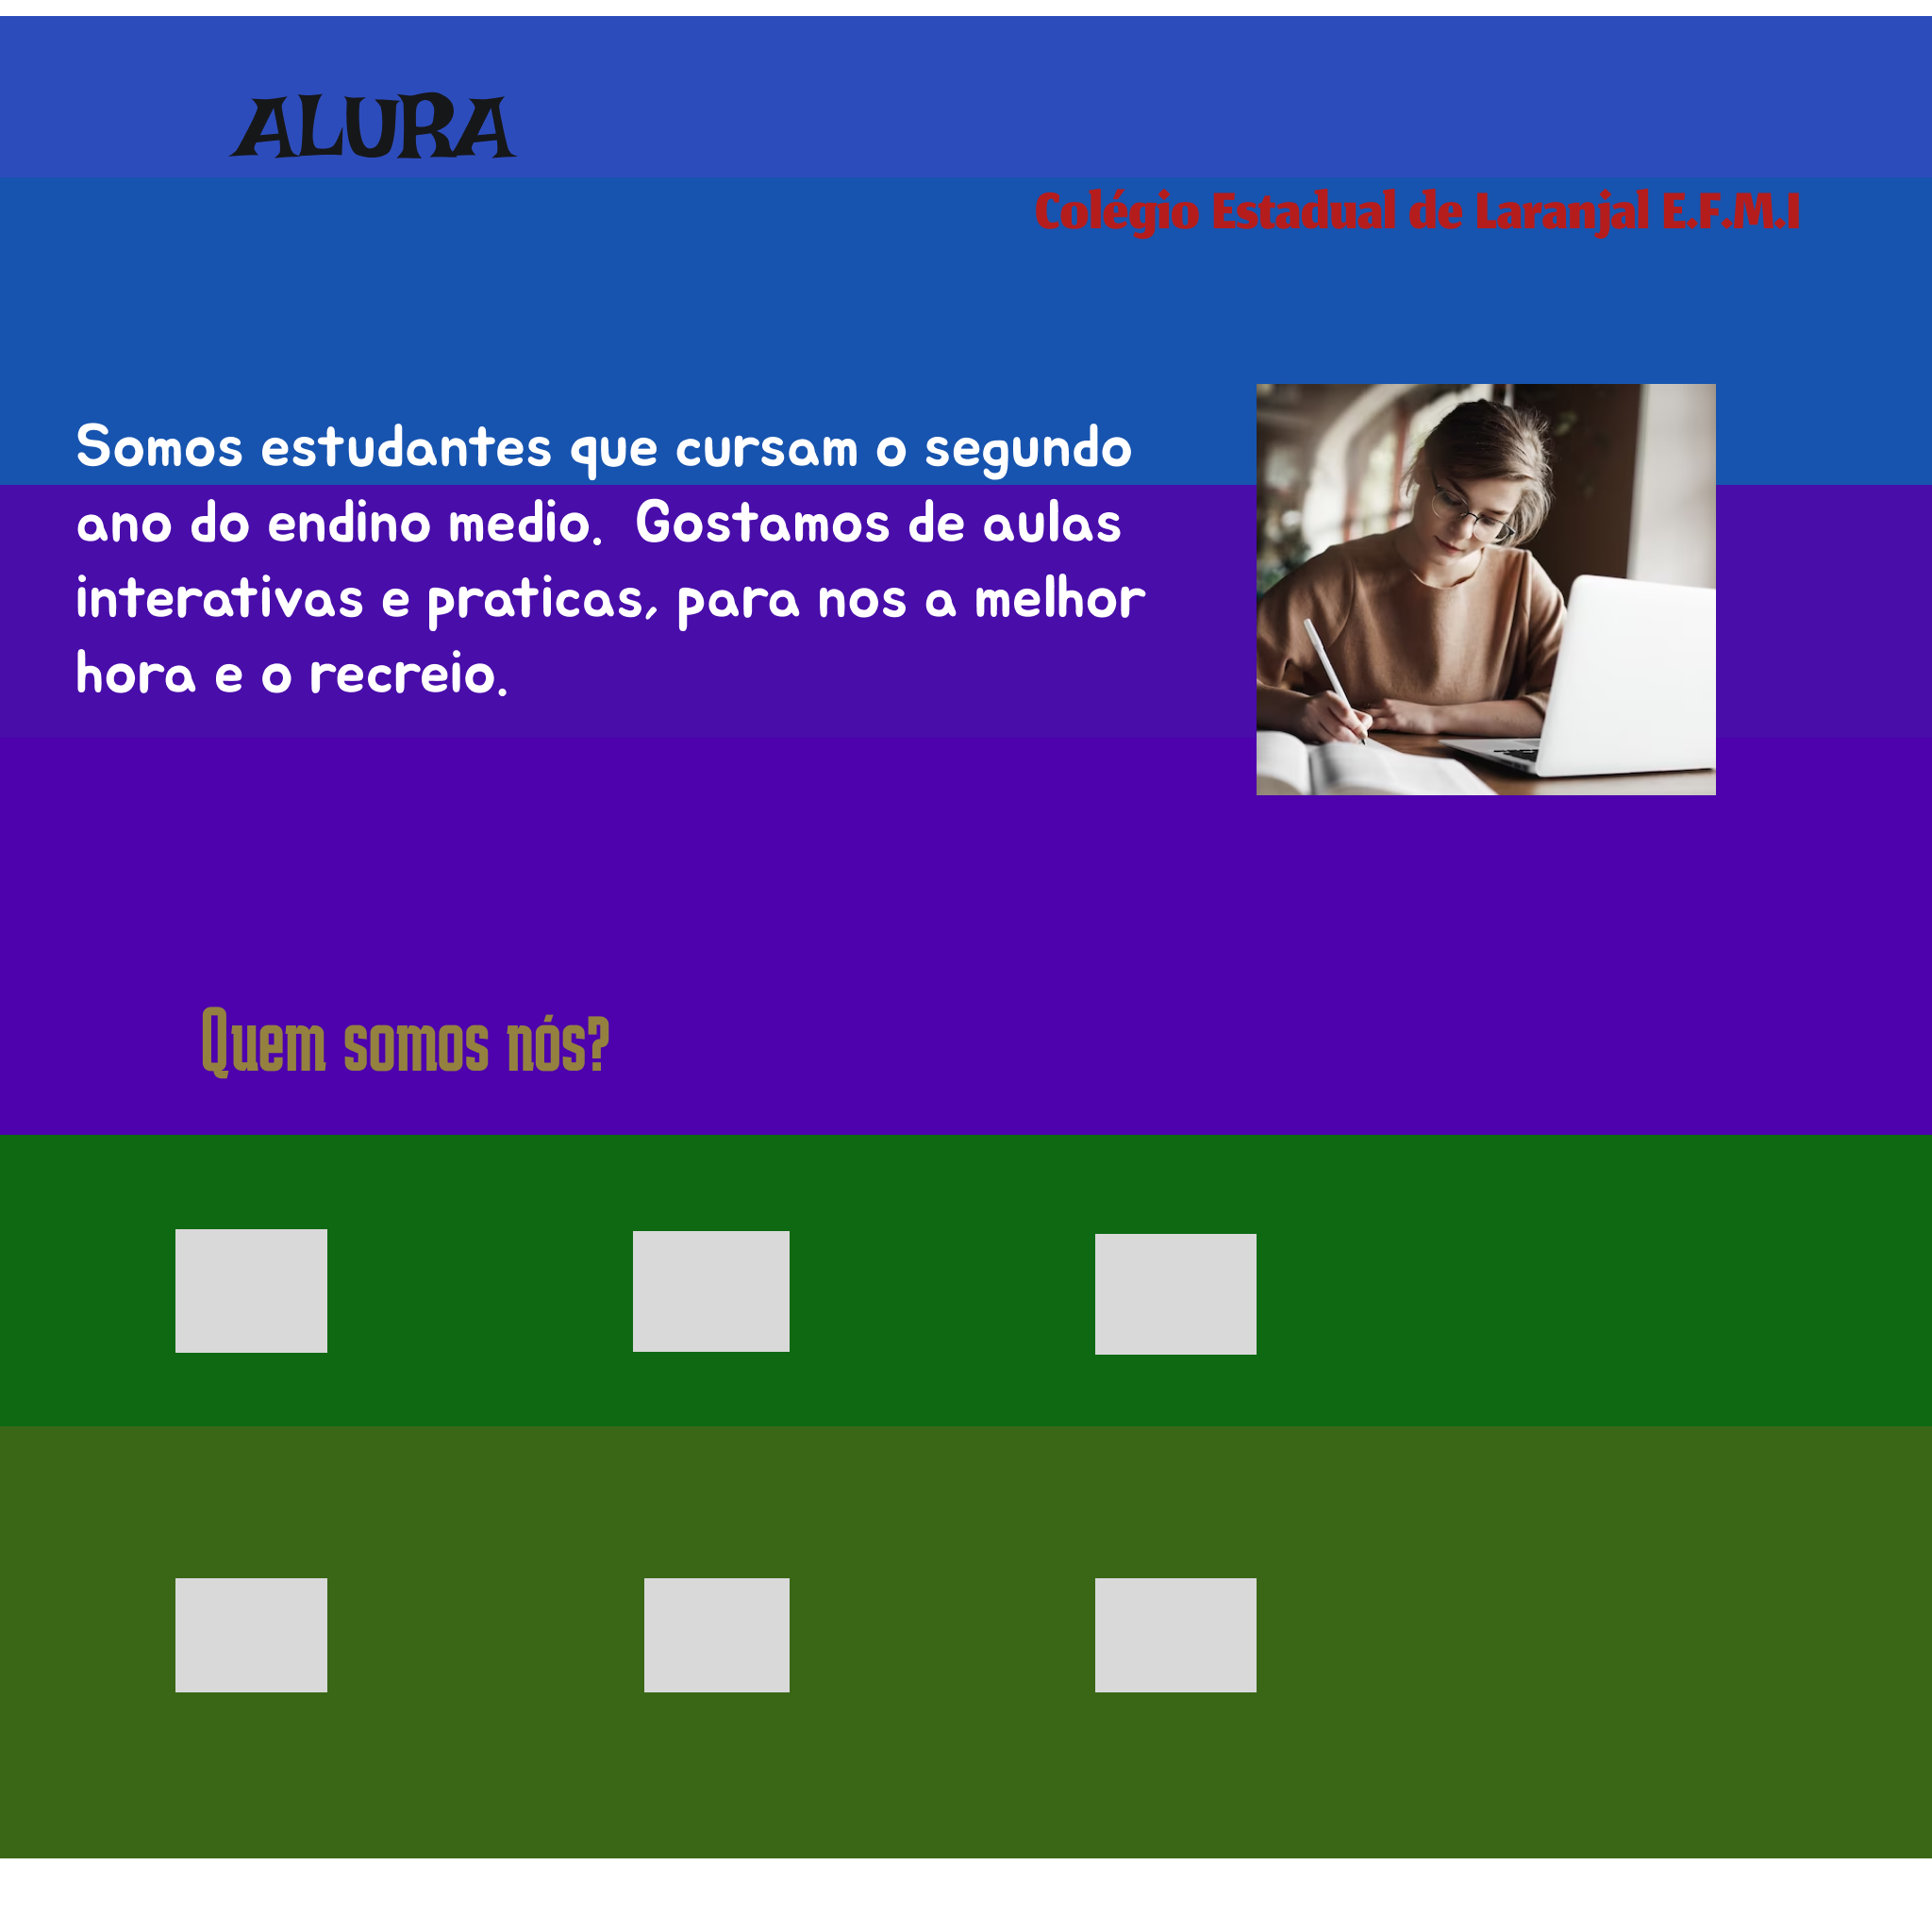 ALURA
Colégio Estadual de Laranjal E.F.M.I
Somos estudantes que cursam o segundo
ano do endino medio. Gostamos de aulas
interativas e praticas, para nos a melhor
hora e o recreio.
Quem somos nós?